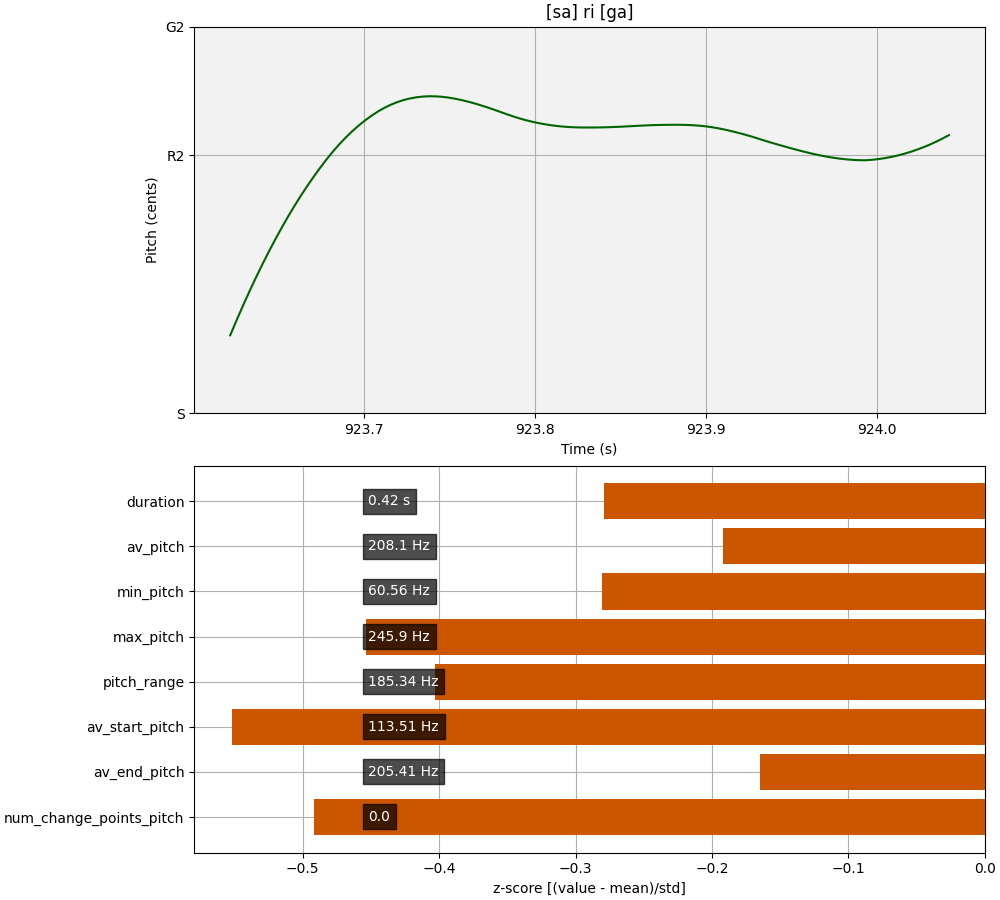 [sa] ri [ga]
G2
R2
S
Pitch (cents)
923.7 923.8 923.9 924.0
Time (s)
duration 0.42 s
av_pitch 208.1 Hz
min_pitch 60.56 Hz
max_pitch 245.9 Hz
pitch_range 185.34 Hz
av_start_pitch 113.51 Hz
av_end_pitch 205.41 Hz
num_change_points_pitch 0.0
−0.5 −0.4 −0.3 −0.2 −0.1 0.0
z-score [(value - mean)/std]